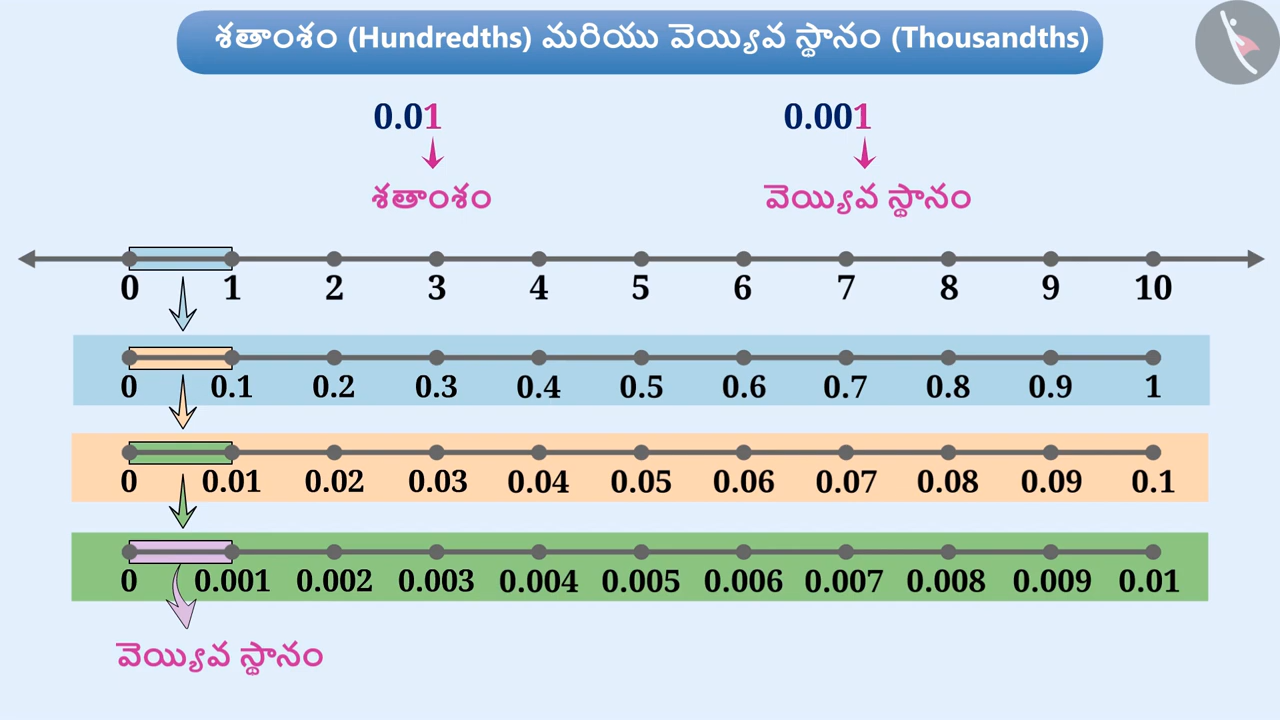 శతాంశం (Hundredths) మరియు వెయ్యివ స్థానం (Thousandths)
0.01 0.001
శతాంశం వెయ్యివ స్థానం
0 1 2 3 4 5 6 7 8 9 10
0 0.1 0.2 0.3 0.4 0.5 0.6 0.7 0.8 0.9 1
0 0.01 0.02 0.03 0.04 0.05 0.06 0.07 0.08 0.09 0.1
0 0.001 0.002 0.003 0.004 0.005 0.006 0.007 0.008 0.009 0.01
వెయ్యివ స్థానం